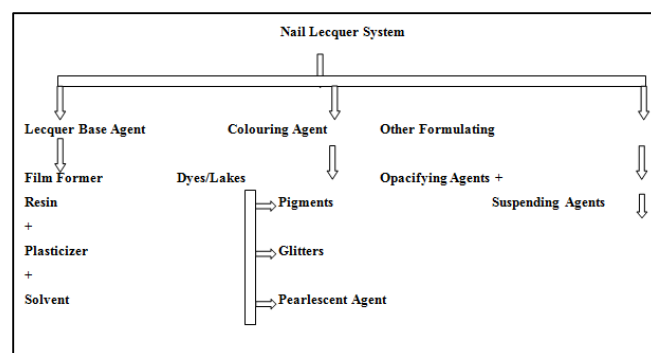 Nail Lecquer System
Lecquer Base Agent Colouring Agent Other Formulating
Film Former Dyes/Lakes Opacifying Agents +
Resin Pigments Suspending Agents
+
Plasticizer Glitters
+
Solvent Pearlescent Agent